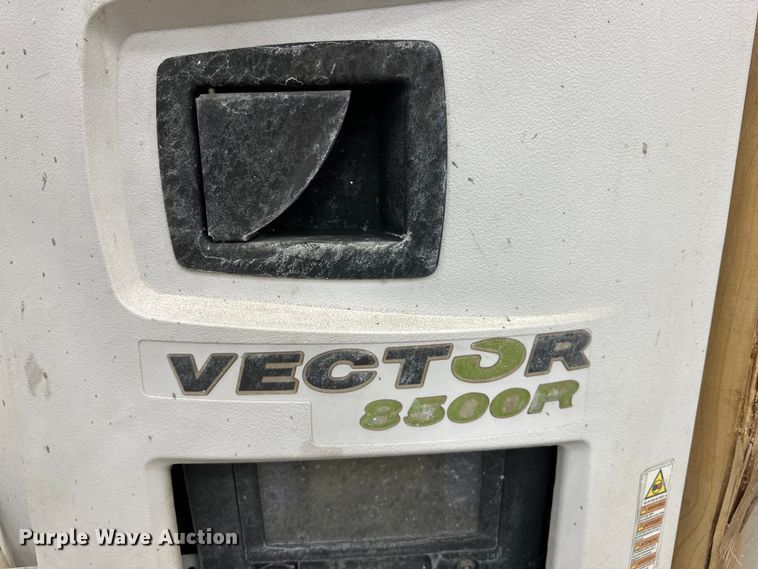 VECTOR
8500R
Purple Wave Auction